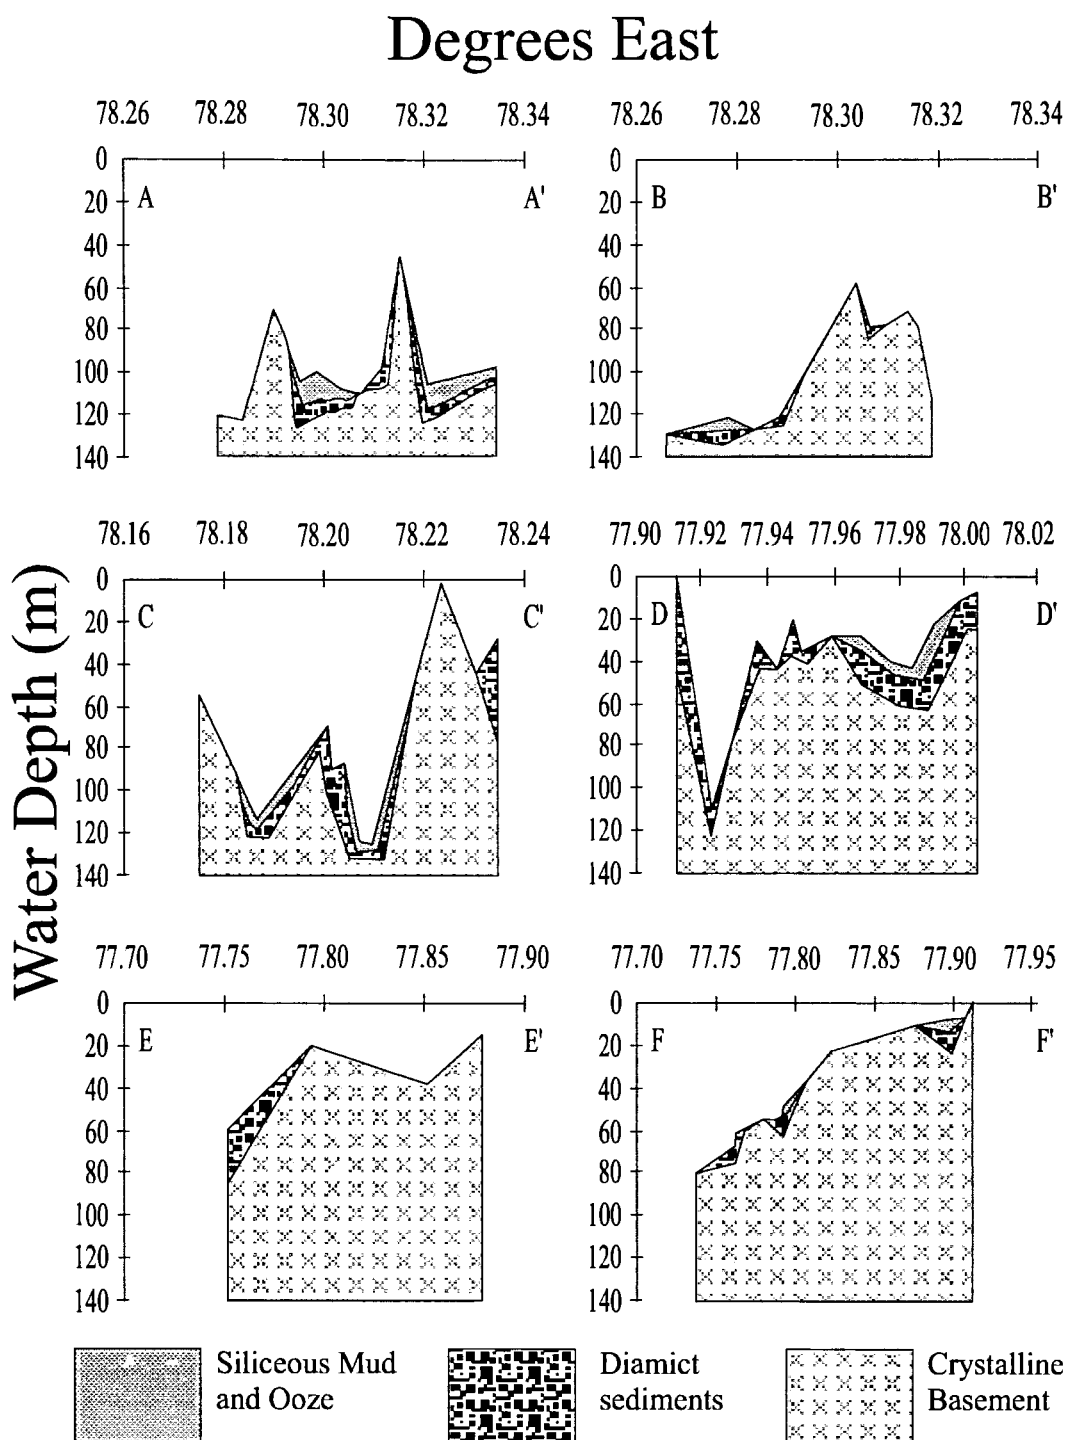 Degrees East
78.26 78.28 78.30 78.32 78.34 78.26 78.28 78.30 78.32 78.34
0 0
20 A A' 20 B B'
40 40
60 60
80 80
100 100
120 120
140 140
78.16 78.18 78.20 78.22 78.24 77.90 77.92 77.94 77.96 77.98 78.00 78.02
0 0
20 C C' 20 D D'
40 40
60 60
80 80
100 100
120 120
140 140
Water Depth (m)
77.70 77.75 77.80 77.85 77.90 77.70 77.75 77.80 77.85 77.90 77.95
0 0
20 E E' 20 F F'
40 40
60 60
80 80
100 100
120 120
140 140
Siliceous Mud
and Ooze
Diamict
sediments
Crystalline
Basement